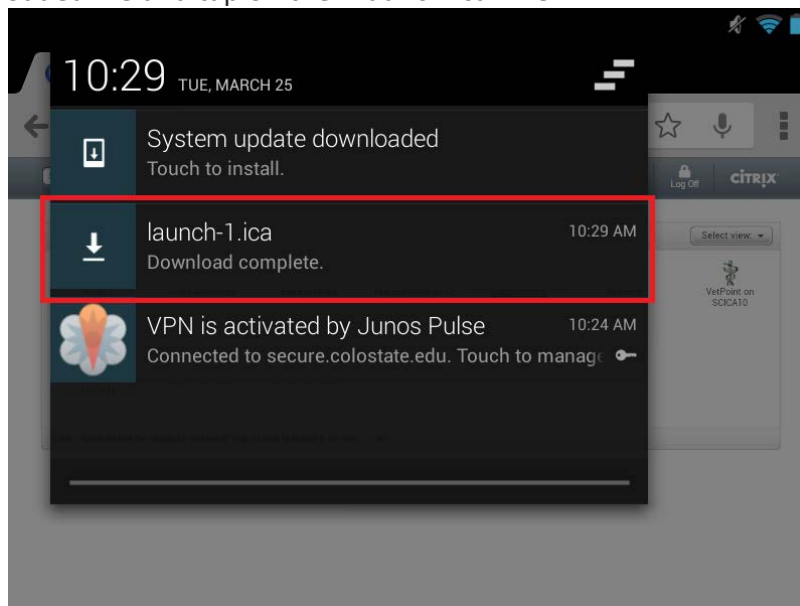 10:29 TUE, MARCH 25
System update downloaded
Touch to install.
Log Off
CITRIX
launch-1.ica 10:29 AM
Download complete.
Select view:
VetPoint on
SCICA10
VPN is activated by Junos Pulse 10:24 AM
Connected to secure.colostate.edu. Touch to manage